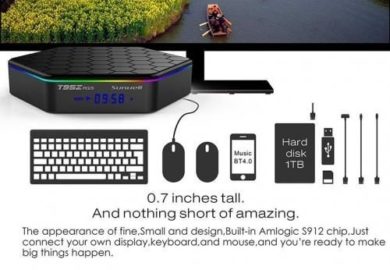 T95Z PLUS
Sunvell
09:58
Music
BT4.0
Hard
disk
1TB
0.7 inches tall.
And nothing short of amazing.
The appearance of fine,Small and design,Built-in Amlogic S912 chip,Just
connect your own display,keyboard,and mouse,and you're ready to make
big things happen.